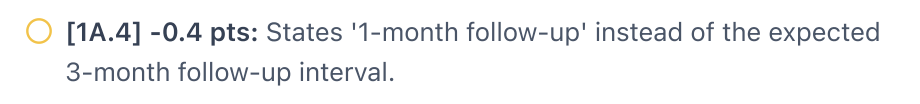 [1A.4] -0.4 pts: States '1-month follow-up' instead of the expected
3-month follow-up interval.